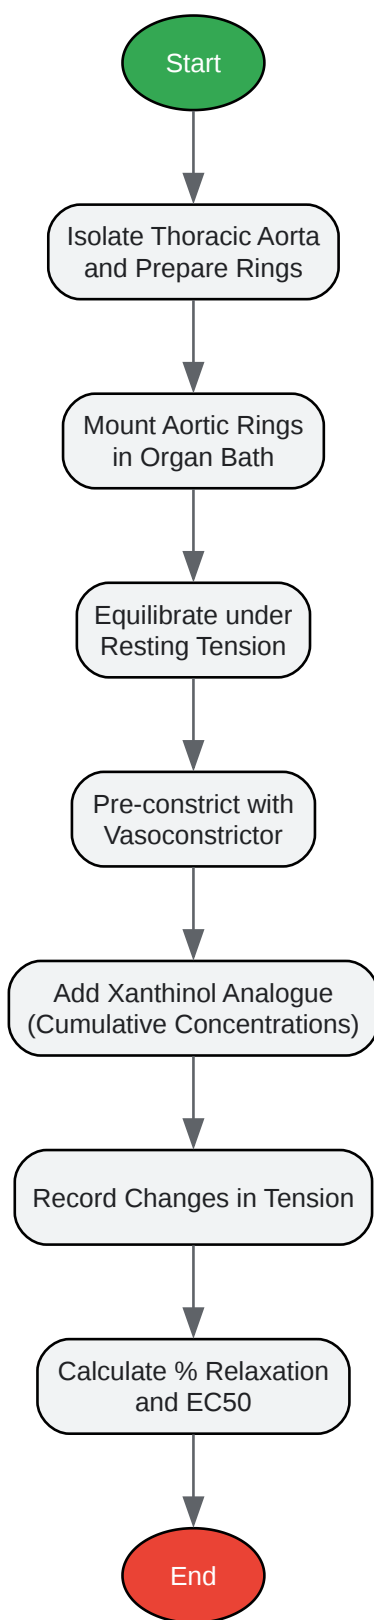 Start
Isolate Thoracic Aorta
and Prepare Rings
Mount Aortic Rings
in Organ Bath
Equilibrate under
Resting Tension
Pre-constrict with
Vasoconstrictor
Add Xanthinol Analogue
(Cumulative Concentrations)
Record Changes in Tension
Calculate % Relaxation
and EC50
End